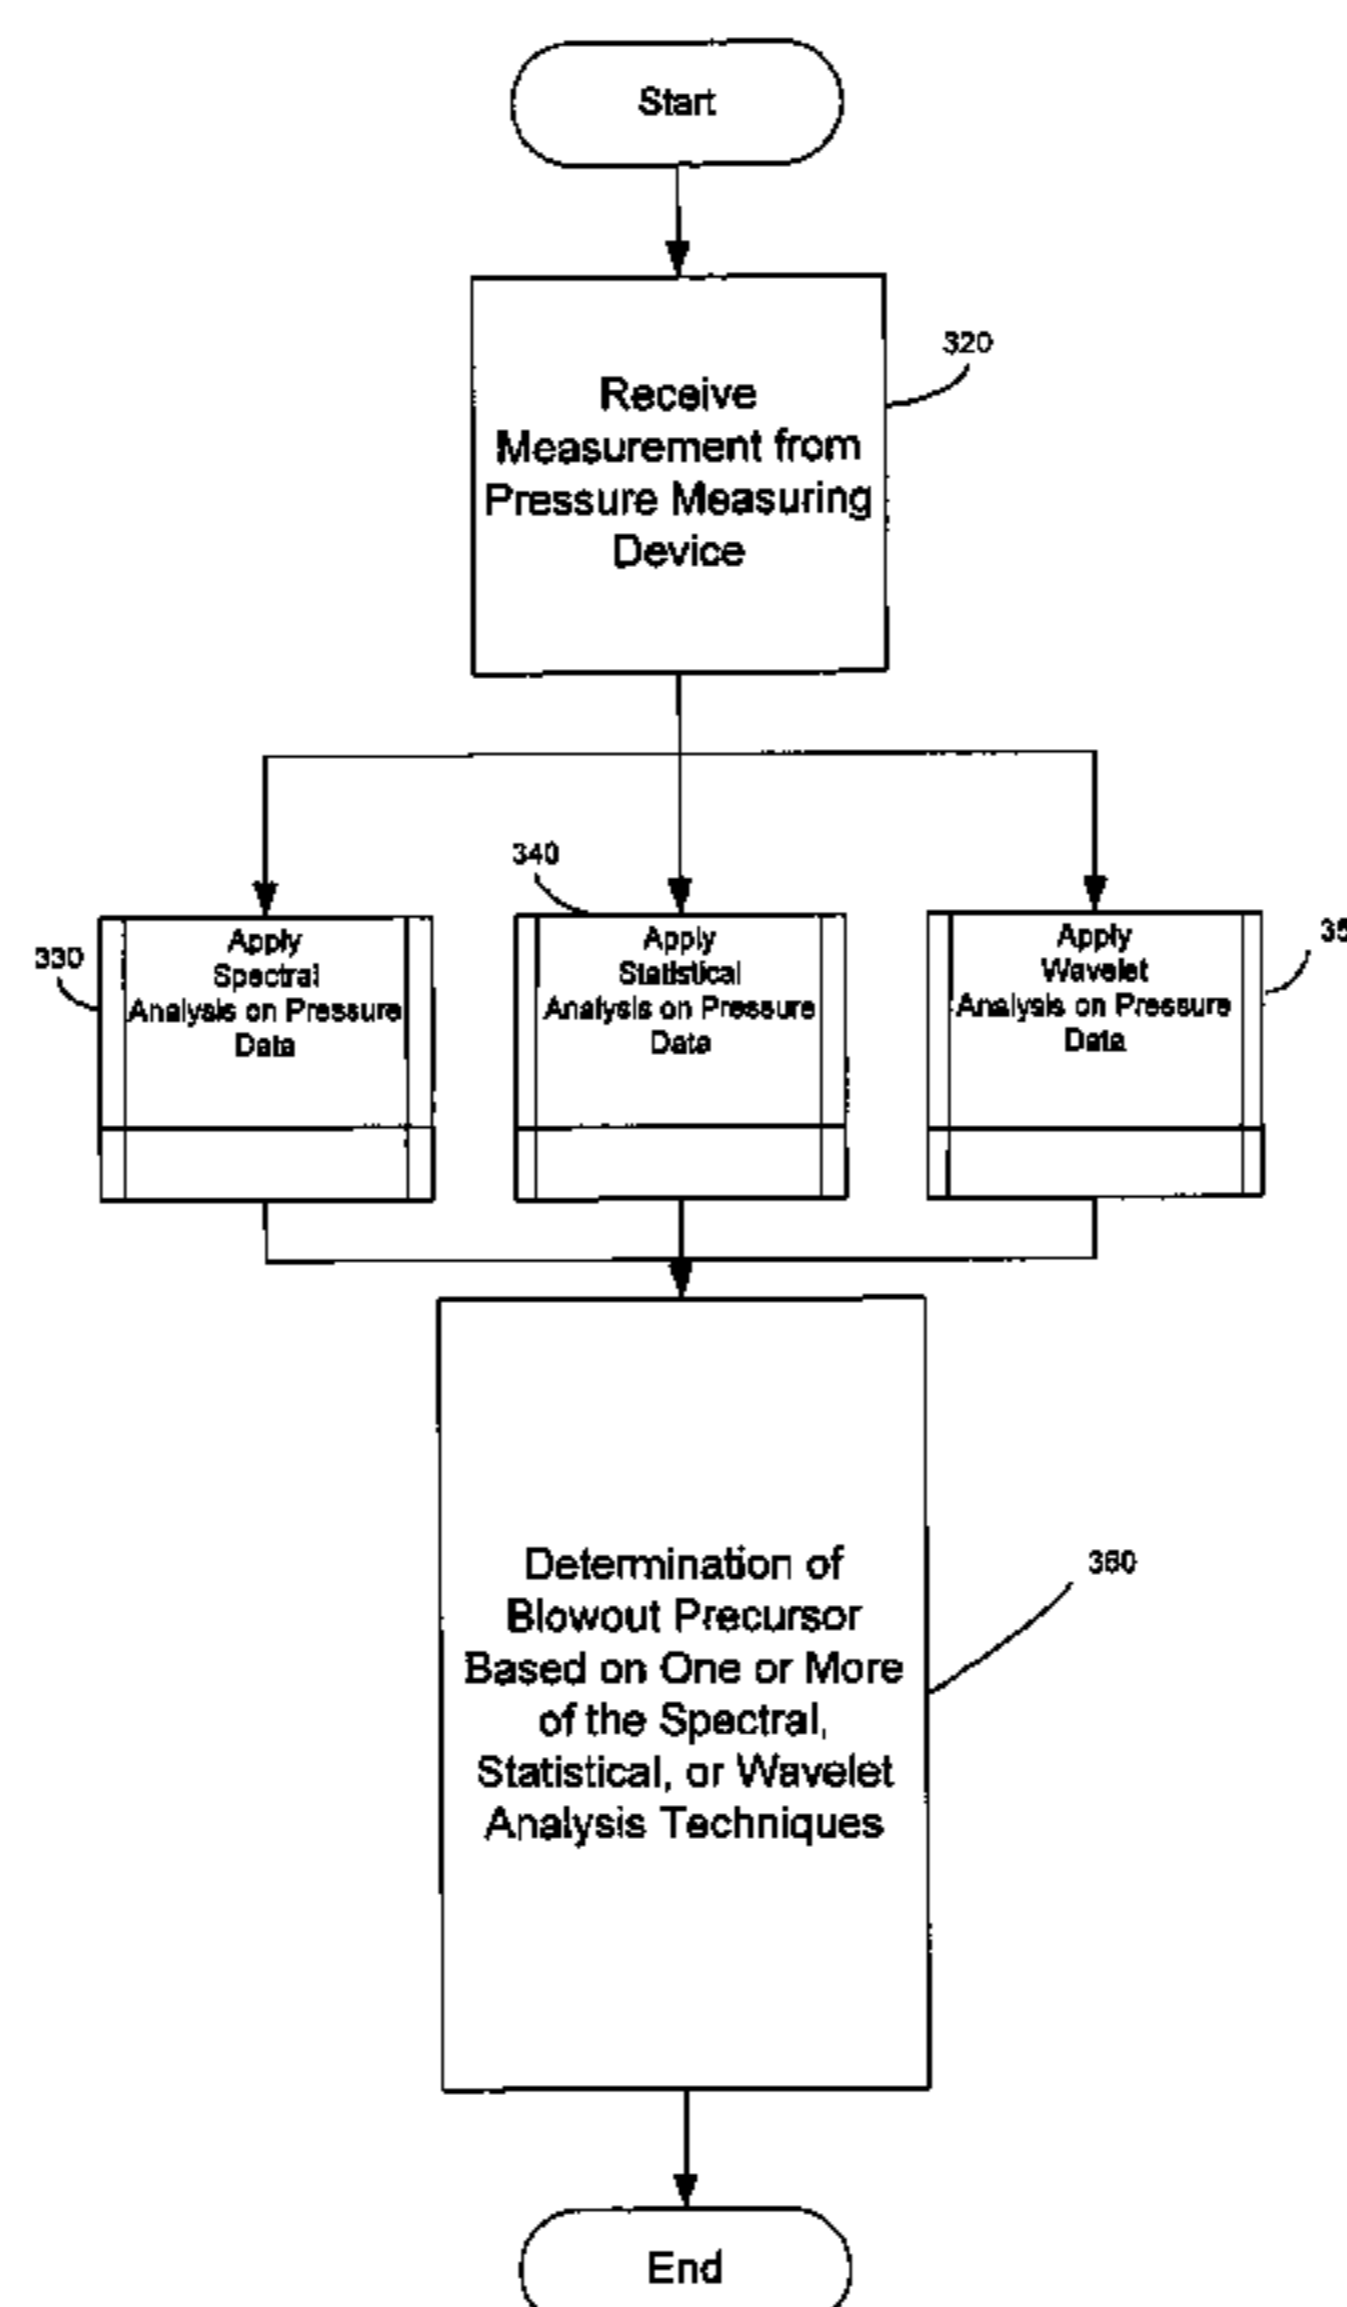 Start
320
Receive
Measurement from
Pressure Measuring
Device
340
330
Apply
Spectral
Analysis on Pressure
Data
Apply
Statistical
Analysis on Pressure
Data
Apply
Wavelet
Analysis on Pressure
Data
35
360
Determination of
Blowout Precursor
Based on One or More
of the Spectral,
Statistical, or Wavelet
Analysis Techniques
End